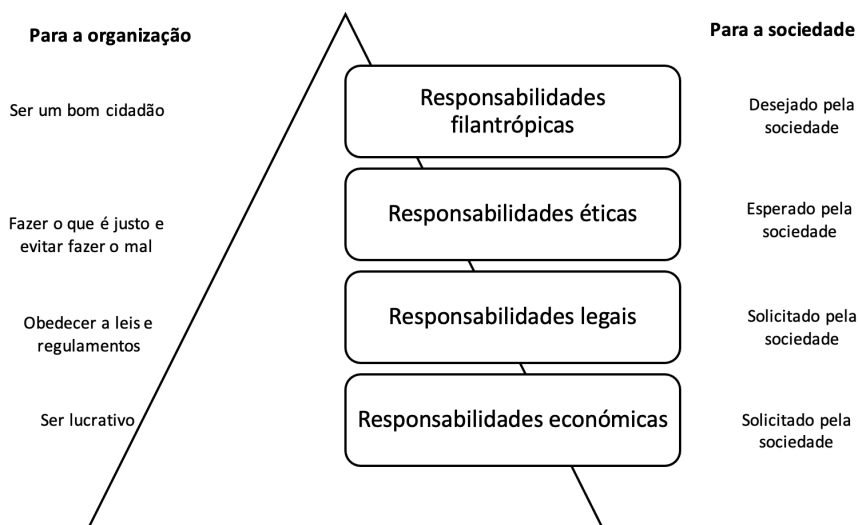 Para a organização
Para a sociedade
Ser um bom cidadão
Responsabilidades
filantrópicas
Desejado pela
sociedade
Fazer o que é justo e
evitar fazer o mal
Responsabilidades éticas
Esperado pela
sociedade
Obedecer a leis e
regulamentos
Responsabilidades legais
Solicitado pela
sociedade
Ser lucrativo
Responsabilidades económicas
Solicitado pela
sociedade